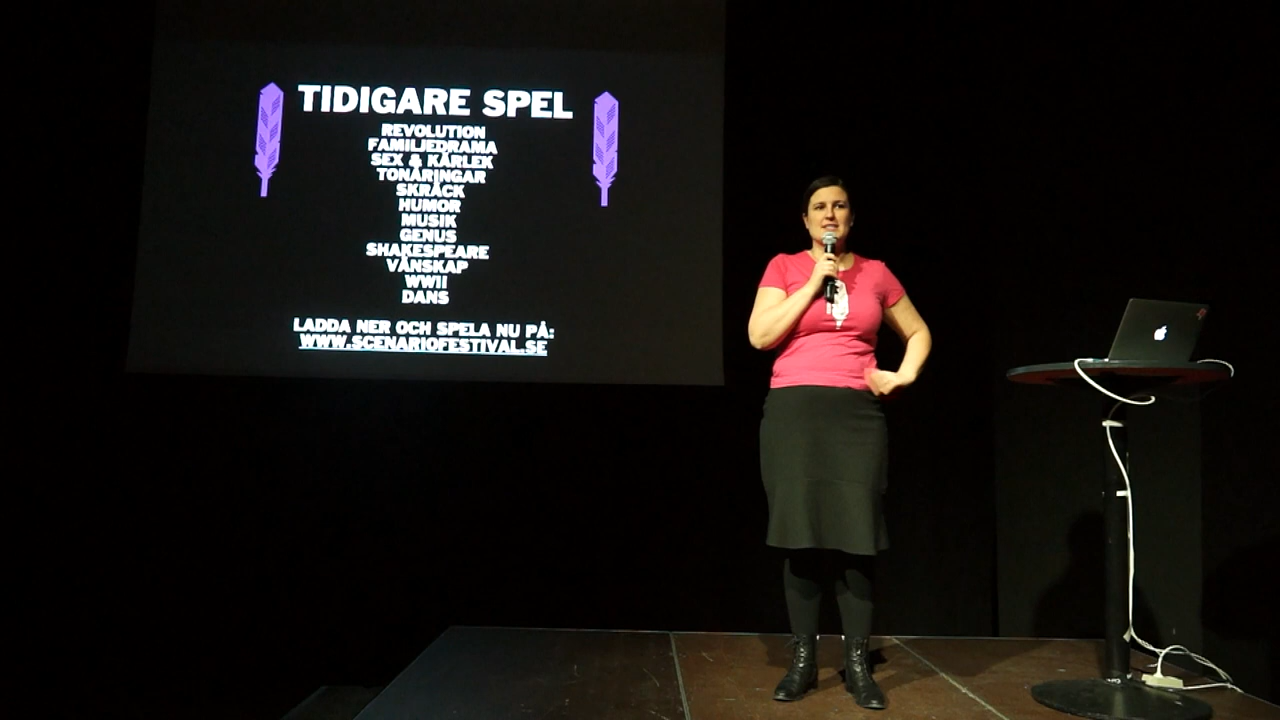 TIDIGARE SPEL
REVOLUTION
FAMILJEDRAMA
SEX & KÄRLEK
TONÅRINGAR
SKRÄCK
HUMOR
MUSIK
GENUS
SHAKESPEARE
VÄNSKAP
WWII
DANS
LADDA NER OCH SPELA NU PÅ:
WWW.SCENARIOFESTIVAL.SE